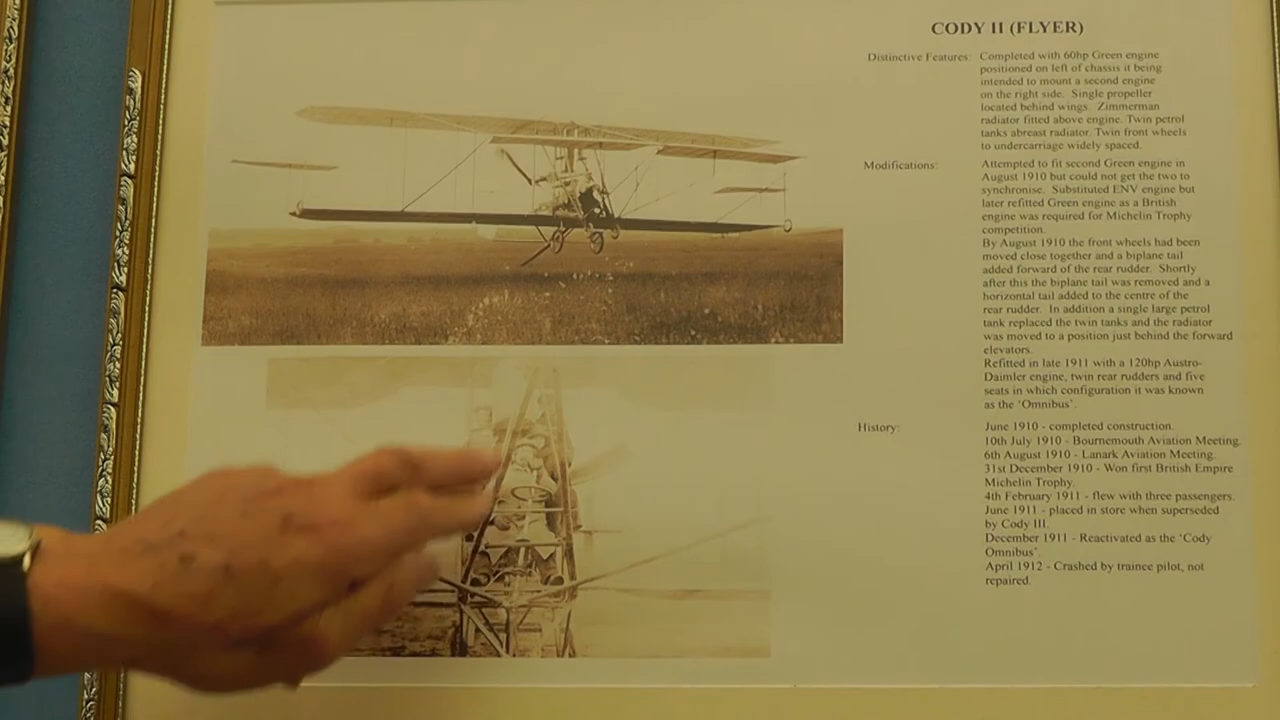 CODY II (FLYER)
Distinctive Features: Completed with 60hp Green engine
positioned on left of chassis it being
intended to mount a second engine
on the right side. Single propeller
located behind wings. Zimmerman
radiator fitted above engine. Twin petrol
tanks abreast radiator. Twin front wheels
to undercarriage widely spaced.
Modifications: Attempted to fit second Green engine in
August 1910 but could not get the two to
synchronise. Substituted ENV engine but
later refitted Green engine as a British
engine was required for Michelin Trophy
competition.
By August 1910 the front wheels had been
moved close together and a biplane tail
added forward of the rear rudder. Shortly
after this the biplane tail was removed and a
horizontal tail added to the centre of the
rear rudder. In addition a single large petrol
tank replaced the twin tanks and the radiator
was moved to a position just behind the forward
elevators.
Refitted in late 1911 with a 120hp Austro-
Daimler engine, twin rear rudders and five
seats in which configuration it was known
as the 'Omnibus'.
History: June 1910 - completed construction.
10th July 1910 - Bournemouth Aviation Meeting.
6th August 1910 - Lanark Aviation Meeting.
31st December 1910 - Won first British Empire
Michelin Trophy.
4th February 1911 - flew with three passengers.
June 1911 - placed in store when superseded
by Cody III.
December 1911 - Reactivated as the 'Cody
Omnibus'.
April 1912 - Crashed by trainee pilot, not
repaired.